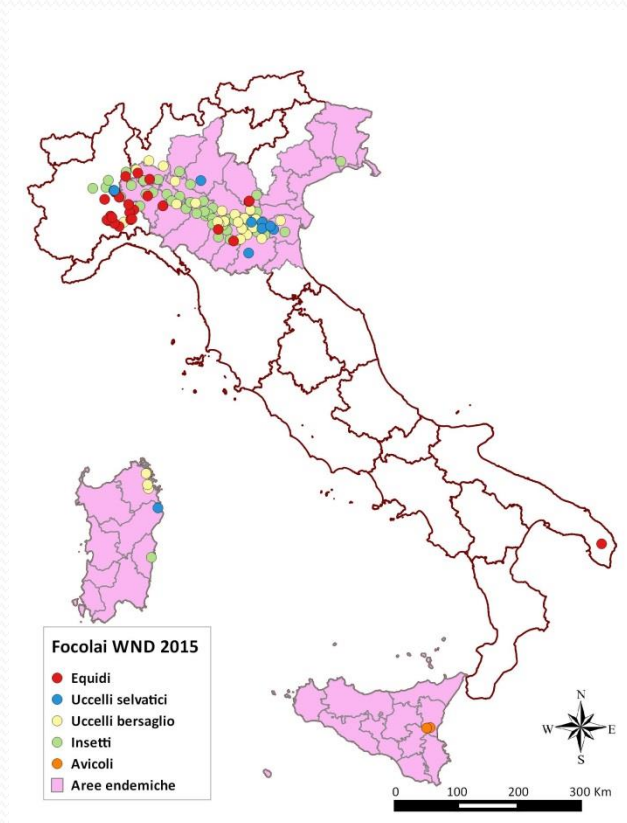 Focolai WND 2015
Equidi
Uccelli selvatici
Uccelli bersaglio
Insetti
Avicoli
Aree endemiche
N
W E
S
0 100 200 300 Km